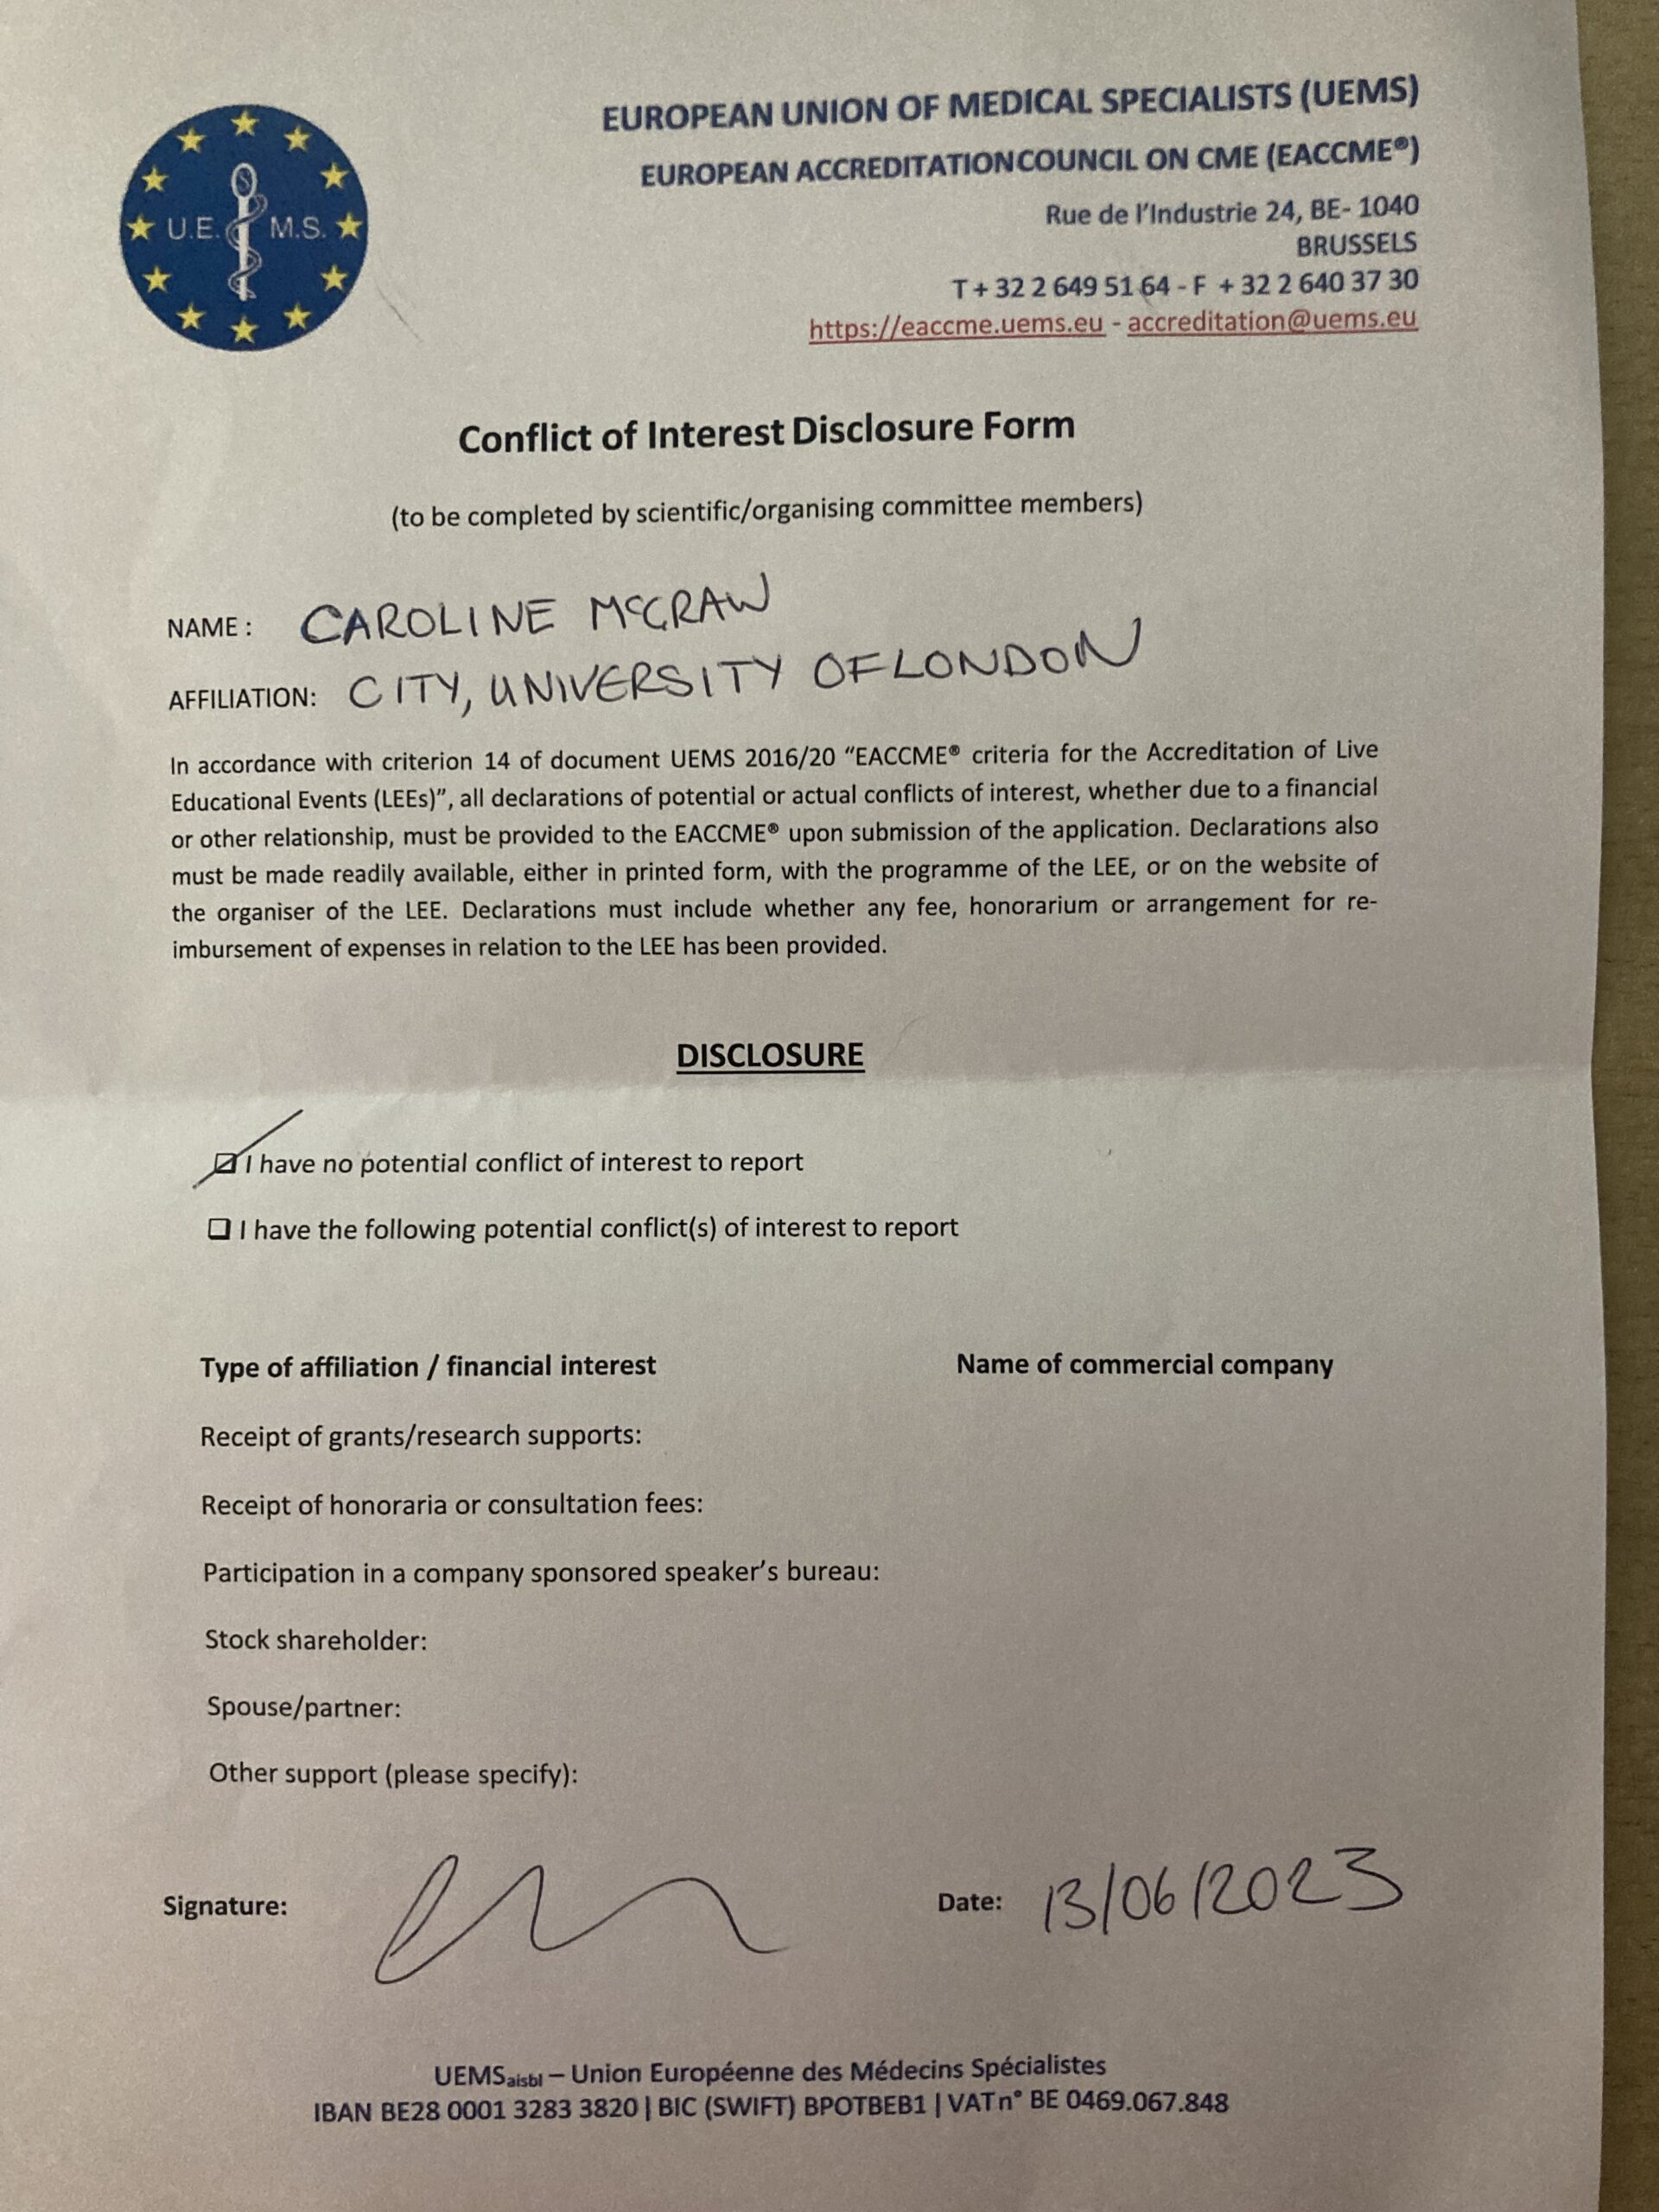 EUROPEAN UNION OF MEDICAL SPECIALISTS (UEMS)
EUROPEAN ACCREDITATION COUNCIL ON CME (EACCME®)
U.E. M.S.
Rue de l'Industrie 24, BE- 1040
BRUSSELS
T + 32 2 649 51 64 - F + 32 2 640 37 30
https://eaccme.uems.eu - accreditation@uems.eu
Conflict of Interest Disclosure Form
(to be completed by scientific/organising committee members)
NAME : CAROLINE McGRAW
AFFILIATION: CITY, UNIVERSITY OF LONDON
In accordance with criterion 14 of document UEMS 2016/20 "EACCME® criteria for the Accreditation of Live
Educational Events (LEEs)", all declarations of potential or actual conflicts of interest, whether due to a financial
or other relationship, must be provided to the EACCME® upon submission of the application. Declarations also
must be made readily available, either in printed form, with the programme of the LEE, or on the website of
the organiser of the LEE. Declarations must include whether any fee, honorarium or arrangement for re-
imbursement of expenses in relation to the LEE has been provided.
DISCLOSURE
I have no potential conflict of interest to report
I have the following potential conflict(s) of interest to report
Type of affiliation / financial interest Name of commercial company
Receipt of grants/research supports:
Receipt of honoraria or consultation fees:
Participation in a company sponsored speaker's bureau:
Stock shareholder:
Spouse/partner:
Other support (please specify):
Signature: Date: 13/06/2023
UEMSaisbl – Union Européenne des Médecins Spécialistes
IBAN BE28 0001 3283 3820 | BIC (SWIFT) BPOTBEB1 | VAT n° BE 0469.067.848